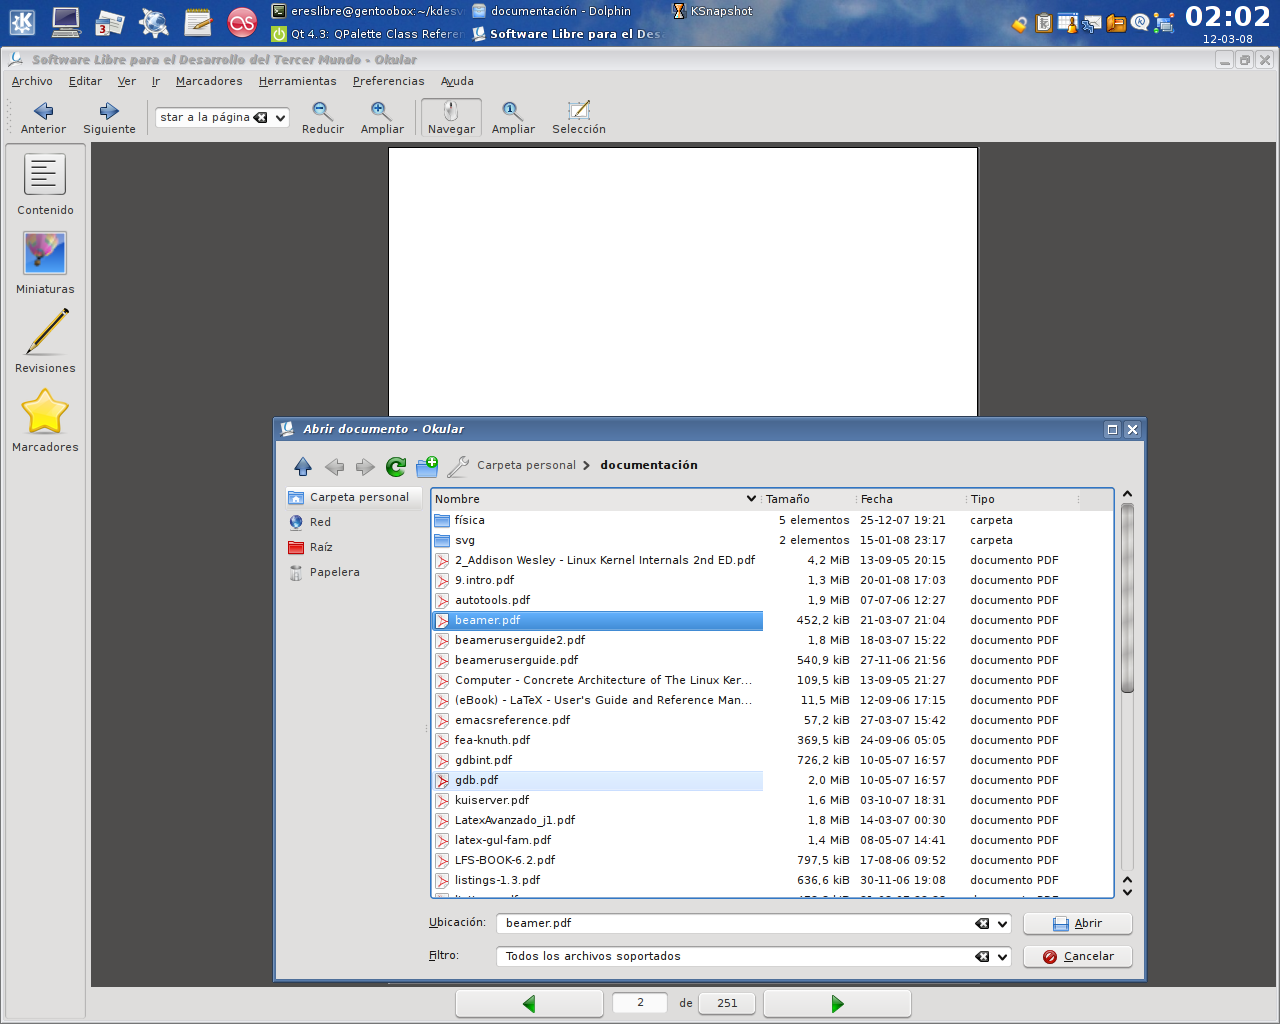 ereslibre@gentoobox:~/kdesv
documentación - Dolphin
KSnapshot
02:02
Qt 4.3: QPalette Class Referen
Software Libre para el Des
12-03-08
Software Libre para el Desarrollo del Tercer Mundo - Okular
Archivo Editar Ver Ir Marcadores Herramientas Preferencias Ayuda
Anterior Siguiente star a la página Reducir Ampliar Navegar Ampliar Selección
Contenido
Miniaturas
Revisiones
Marcadores
Abrir documento - Okular
Carpeta personal > documentación
Carpeta personal
Red
Raíz
Papelera
Nombre Tamaño Fecha Tipo
física 5 elementos 25-12-07 19:21 carpeta
svg 2 elementos 15-01-08 23:17 carpeta
2_Addison Wesley - Linux Kernel Internals 2nd ED.pdf 4,2 MiB 13-09-05 20:15 documento PDF
9.intro.pdf 1,3 MiB 20-01-08 17:03 documento PDF
autotools.pdf 1,9 MiB 07-07-06 12:27 documento PDF
beamer.pdf 452,2 kiB 21-03-07 21:04 documento PDF
beameruserguide2.pdf 1,8 MiB 18-03-07 15:22 documento PDF
beameruserguide.pdf 540,9 kiB 27-11-06 21:56 documento PDF
Computer - Concrete Architecture of The Linux Ker... 109,5 kiB 13-09-05 21:27 documento PDF
(eBook) - LaTeX - User's Guide and Reference Man... 11,5 MiB 12-09-06 17:15 documento PDF
emacsreference.pdf 57,2 kiB 27-03-07 15:42 documento PDF
fea-knuth.pdf 369,5 kiB 24-09-06 05:05 documento PDF
gdbint.pdf 726,2 kiB 10-05-07 16:57 documento PDF
gdb.pdf 2,0 MiB 10-05-07 16:57 documento PDF
kuiserver.pdf 1,6 MiB 03-10-07 18:31 documento PDF
LatexAvanzado_j1.pdf 1,8 MiB 14-03-07 00:30 documento PDF
latex-gul-fam.pdf 1,4 MiB 08-05-07 14:41 documento PDF
LFS-BOOK-6.2.pdf 797,5 kiB 17-08-06 09:52 documento PDF
listings-1.3.pdf 636,6 kiB 30-11-06 19:08 documento PDF
Ubicación: beamer.pdf Abrir
Filtro: Todos los archivos soportados Cancelar
2 de 251